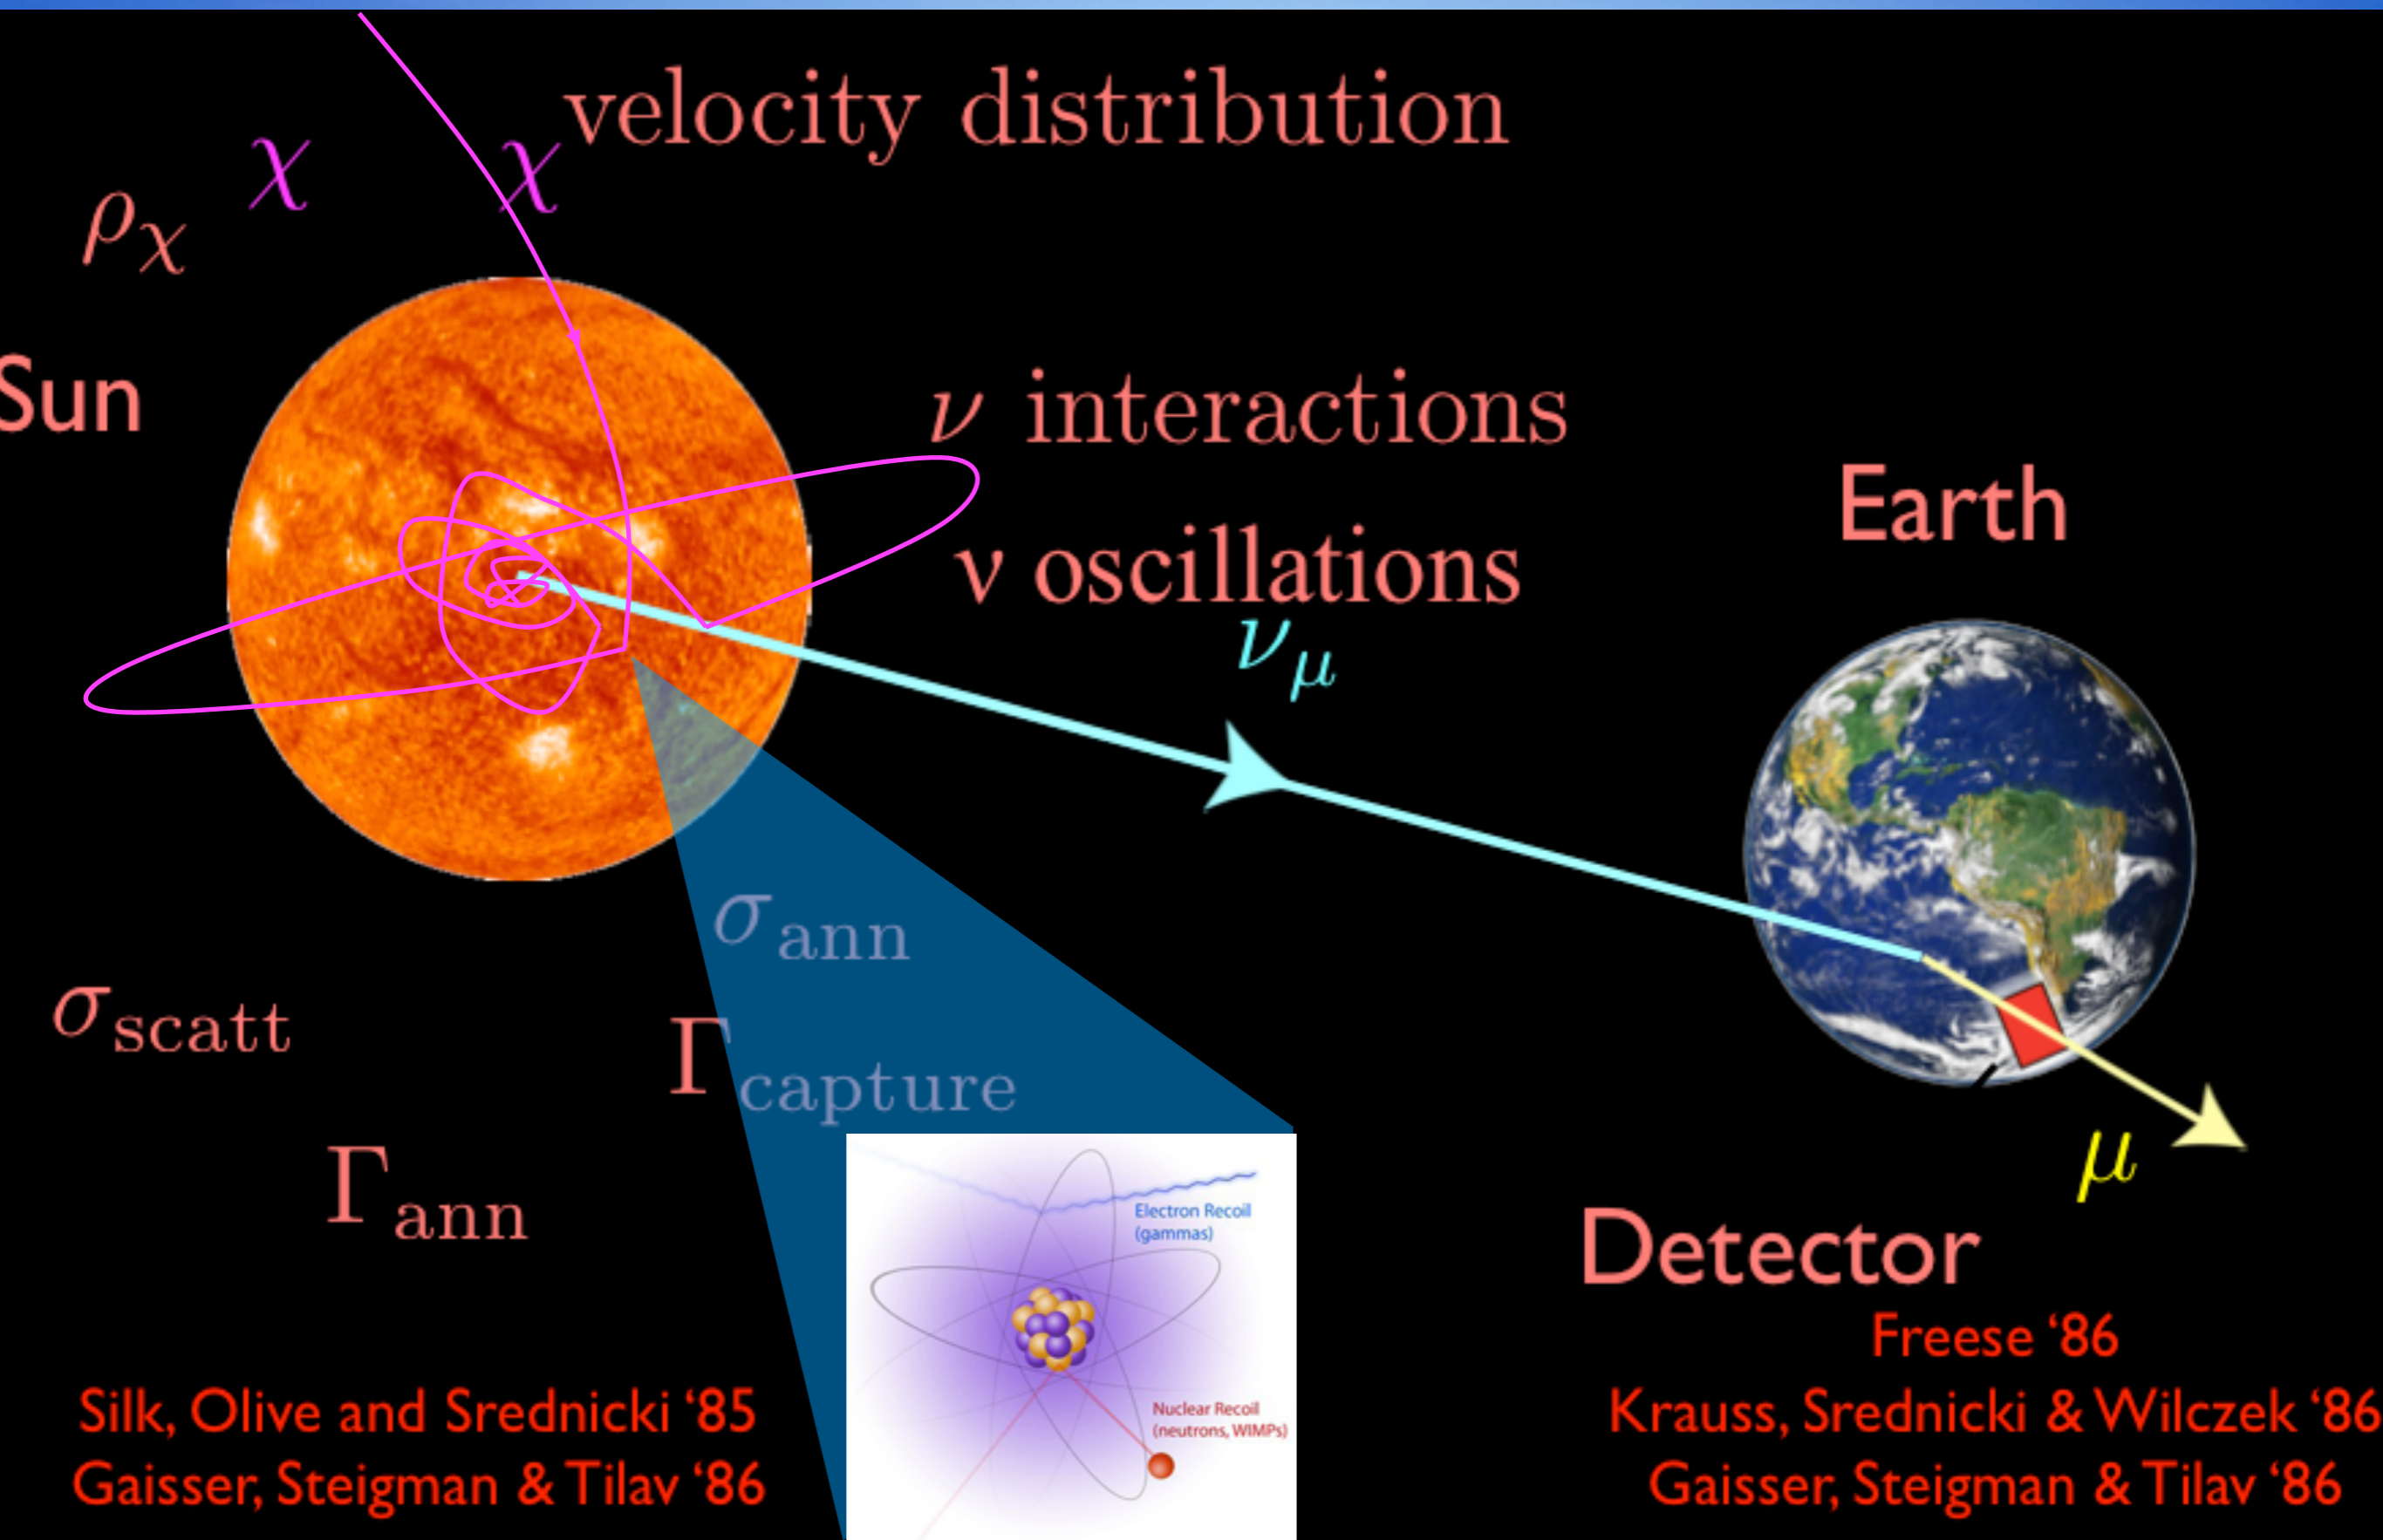 χ χ velocity distribution
ρχ
Sun
ν interactions
ν oscillations
νμ
Earth
σann
σscatt
Γcapture
Γann
μ
Electron Recoil
(gammas)
Nuclear Recoil
(neutrons, WIMPs)
Detector
Freese ‘86
Krauss, Srednicki & Wilczek ‘86
Gaisser, Steigman & Tilav ‘86
Silk, Olive and Srednicki ‘85
Gaisser, Steigman & Tilav ‘86